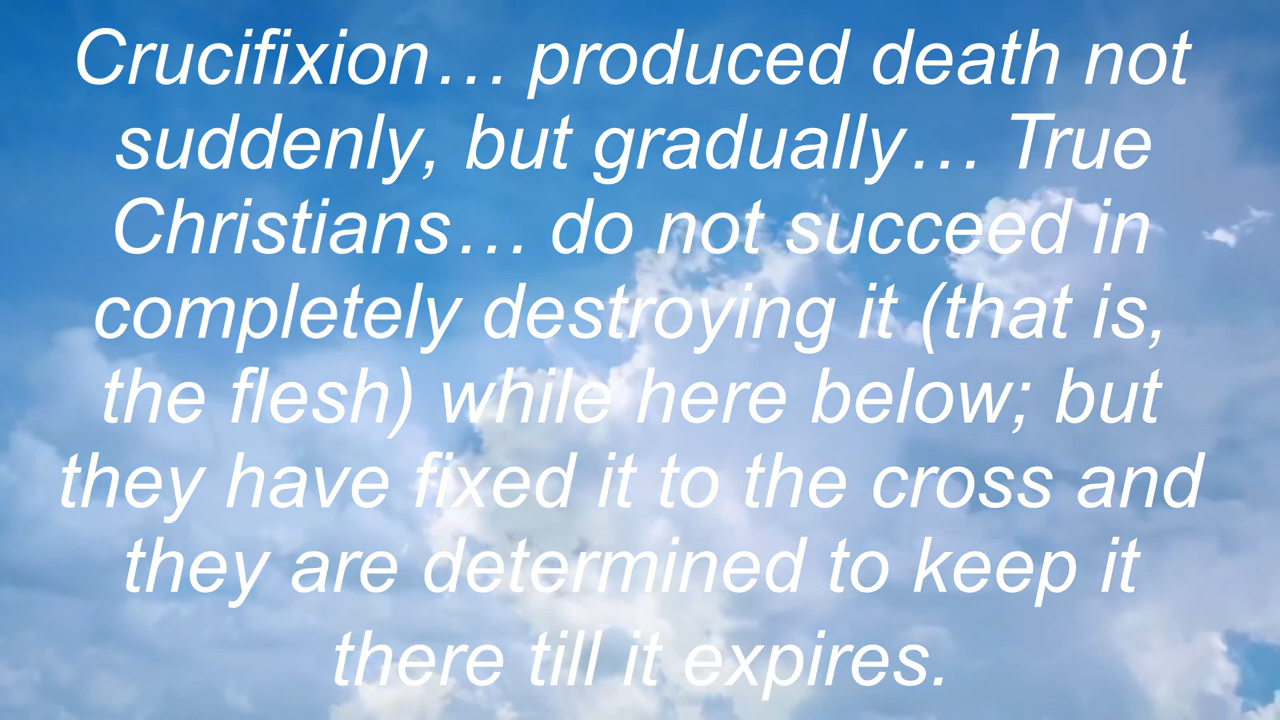 Crucifixion… produced death not
suddenly, but gradually… True
Christians… do not succeed in
completely destroying it (that is,
the flesh) while here below; but
they have fixed it to the cross and
they are determined to keep it
there till it expires.